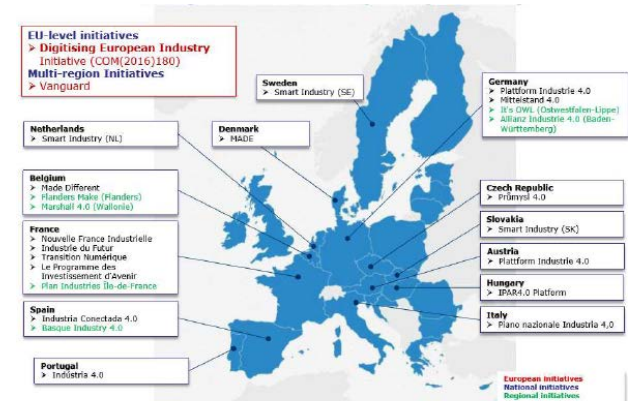 EU-level initiatives
➤ Digitising European Industry
Initiative (COM(2016)180)
Multi-region Initiatives
➤ Vanguard
Sweden
➤ Smart Industry (SE)
Germany
➤ Plattform Industrie 4.0
➤ Mittelstand 4.0
➤ It's OWL (Ostwestfalen-Lippe)
➤ Allianz Industrie 4.0 (Baden-
Württemberg)
Netherlands
➤ Smart Industry (NL)
Denmark
➤ MADE
Belgium
➤ Made Different
➤ Flanders Make (Flanders)
➤ Marshall 4.0 (Wallonie)
France
➤ Nouvelle France Industrielle
➤ Industrie du Futur
➤ Transition Numérique
➤ Le Programme des
Investissement d'Avenir
➤ Plan Industries Île-de-France
Spain
➤ Industria Conectada 4.0
➤ Basque Industry 4.0
Portugal
➤ Indústria 4.0
Czech Republic
➤ Průmysl 4.0
Slovakia
➤ Smart Industry (SK)
Austria
➤ Plattform Industrie 4.0
Hungary
➤ IPAR4.0 Platform
Italy
➤ Piano nazionale Industria 4,0
European initiatives
National initiatives
Regional initiatives